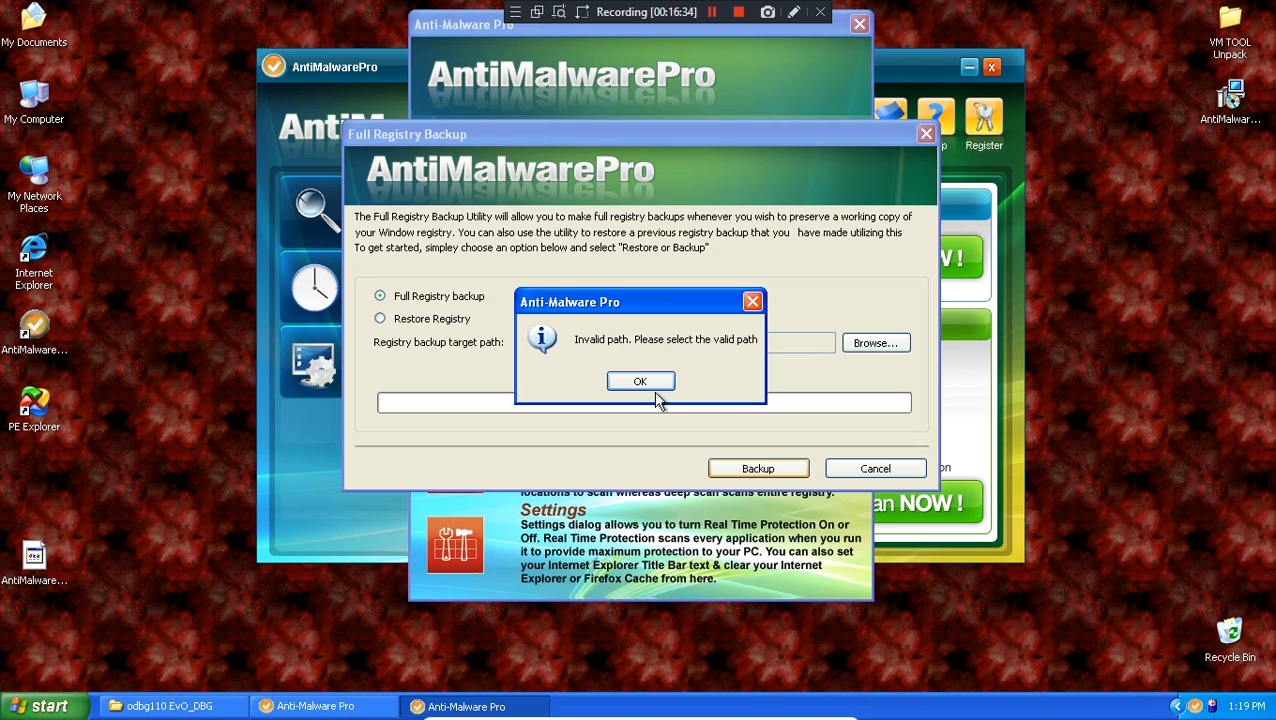 Recording [00:16:34]
My Documents
My Computer
My Network
Places
Internet
Explorer
AntiMalware...
PE Explorer
AntiMalware...
VM TOOL
Unpack
AntiMalwar...
Recycle Bin
AntiMalwarePro
Register
Anti-Malware Pro
AntiMalwarePro
Full Registry Backup
AntiMalwarePro
The Full Registry Backup Utility will allow you to make full registry backups whenever you wish to preserve a working copy of
your Window registry. You can also use the utility to restore a previous registry backup that you have made utilizing this
To get started, simpley choose an option below and select "Restore or Backup"
Full Registry backup
Restore Registry
Registry backup target path:
Browse...
Anti-Malware Pro
Invalid path. Please select the valid path
OK
Backup
Cancel
locations to scan whereas deep scan scans entire registry.
Settings
Settings dialog allows you to turn Real Time Protection On or
Off. Real Time Protection scans every application when you run
it to provide maximum protection to your PC. You can also set
your Internet Explorer Title Bar text & clear your Internet
Explorer or Firefox Cache from here.
an NOW !
start
odbg110 EvO_DBG
Anti-Malware Pro
Anti-Malware Pro
1:19 PM